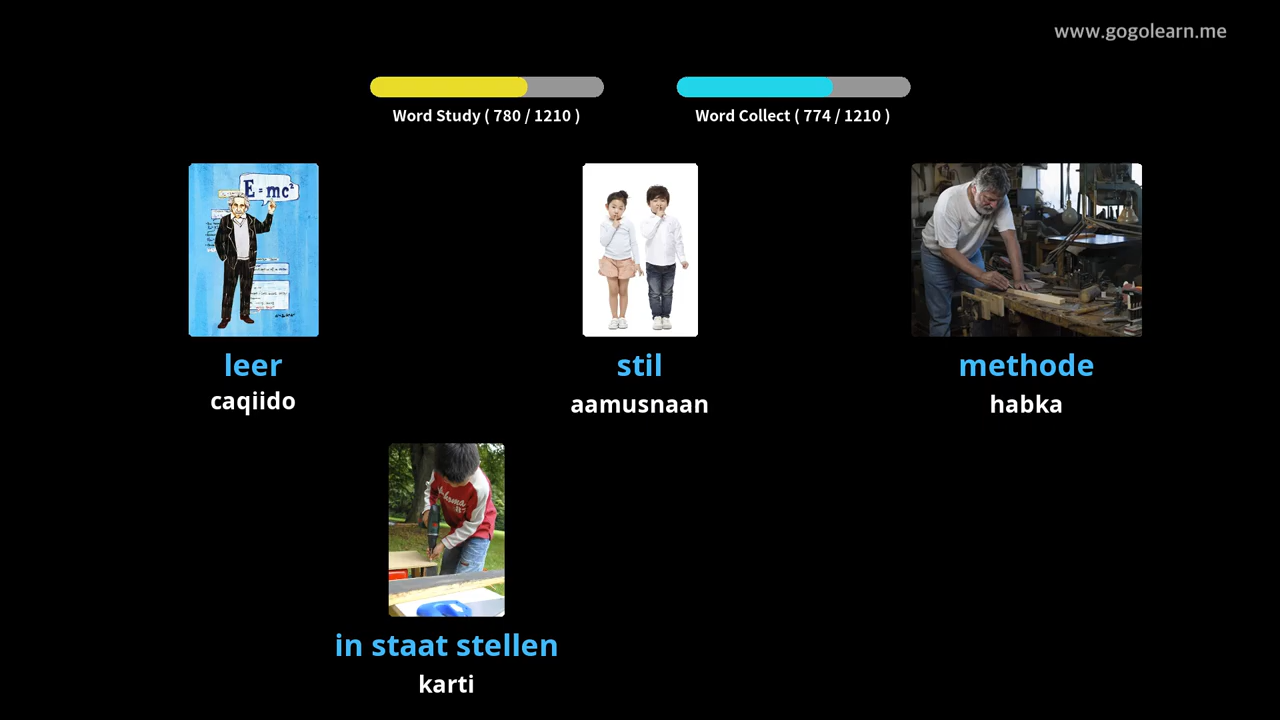 www.gogolearn.me
Word Study ( 780 / 1210 )
Word Collect ( 774 / 1210 )
E=mc²
leer
caqiido
stil
aamusnaan
methode
habka
in staat stellen
karti